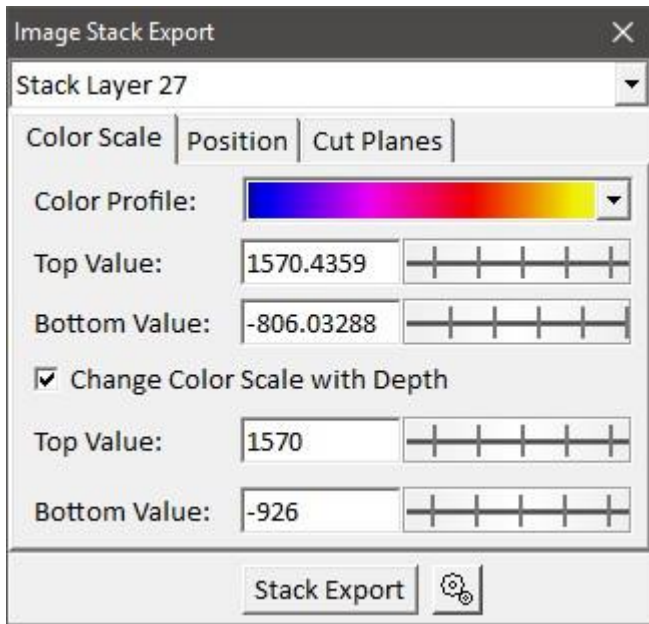 Image Stack Export
Stack Layer 27
Color Scale Position Cut Planes
Color Profile:
Top Value: 1570.4359
Bottom Value: -806.03288
Change Color Scale with Depth
Top Value: 1570
Bottom Value: -926
Stack Export